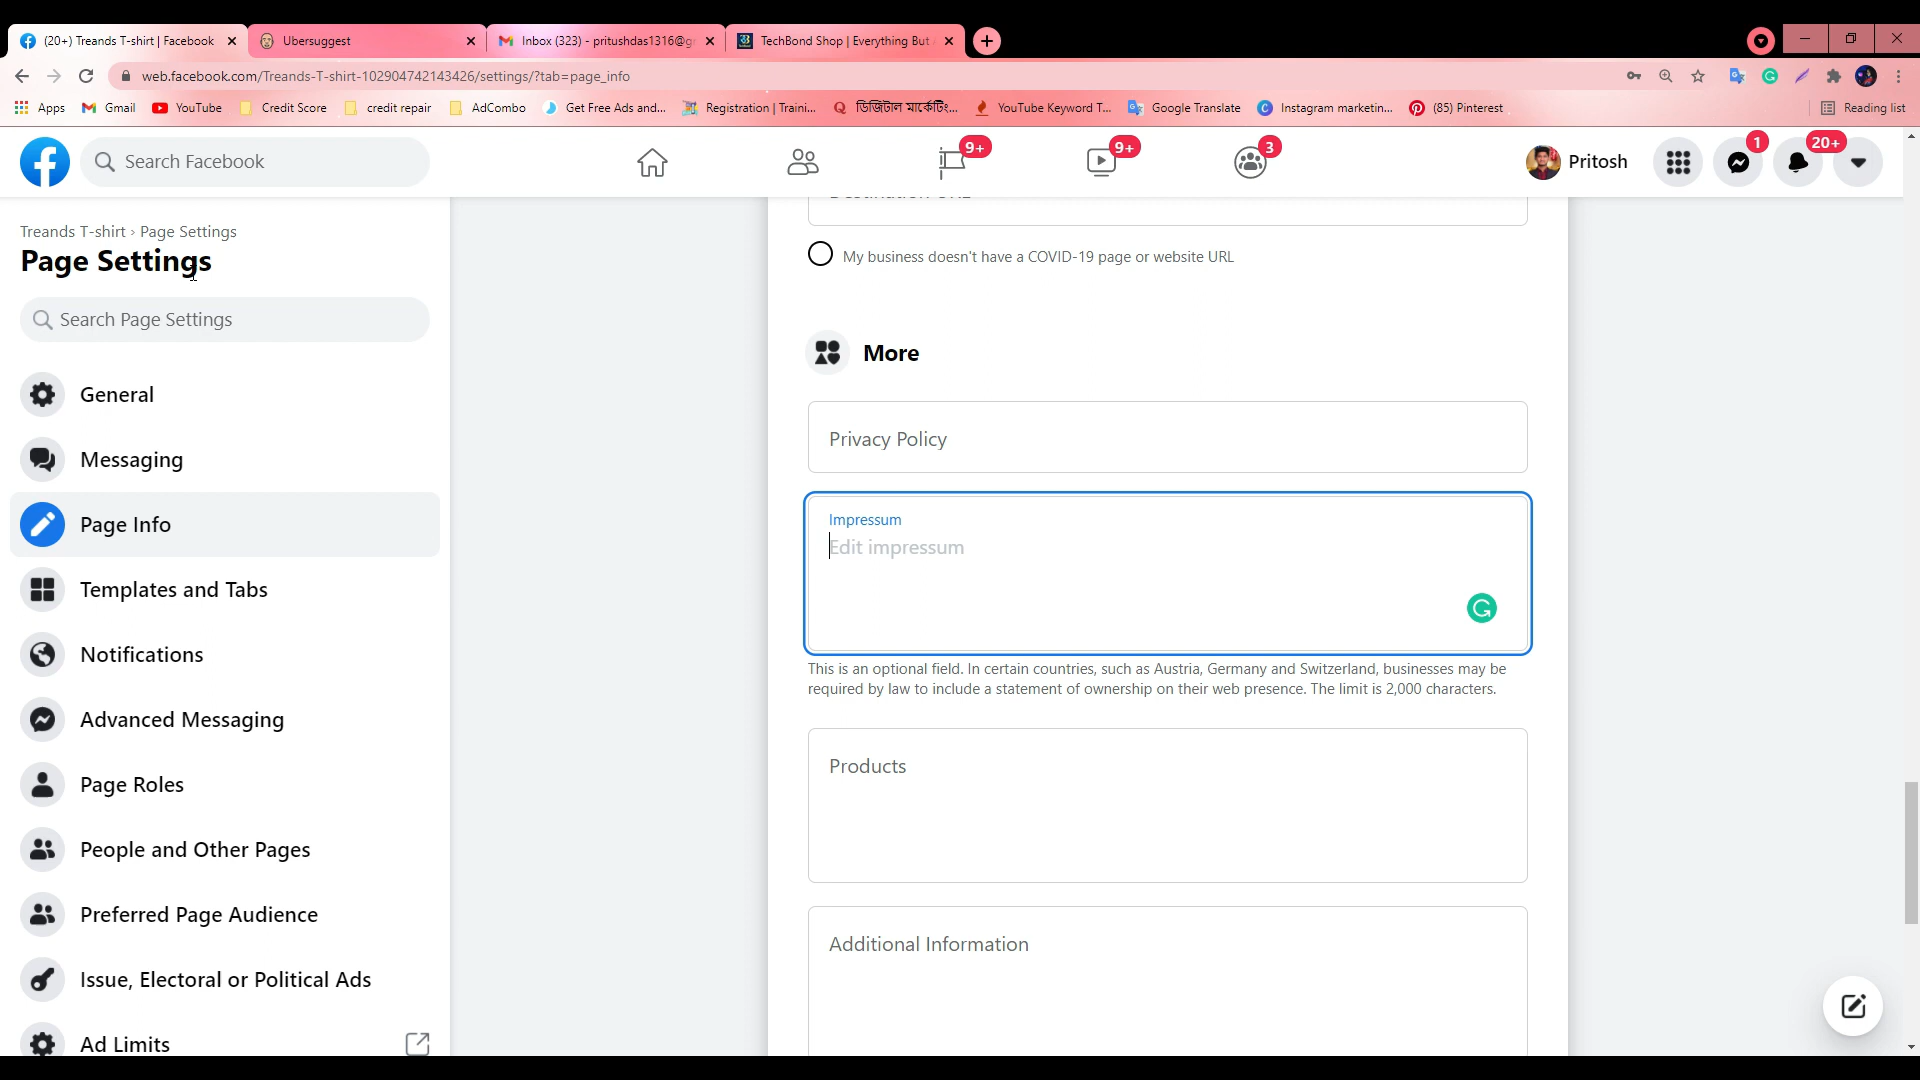 (20+) Treands T-shirt | Facebook
Ubersuggest
Inbox (323) - pritushdas1316@g
TechBond Shop | Everything But
web.facebook.com/Treands-T-shirt-102904742143426/settings/?tab=page_info
Apps
Gmail
YouTube
Credit Score
credit repair
AdCombo
Get Free Ads and...
Registration | Traini...
ডিজিটাল মার্কেটিং...
YouTube Keyword T...
Google Translate
Instagram marketin...
(85) Pinterest
Reading list
Search Facebook
9+
9+
3
Pritosh
1
20+
Treands T-shirt › Page Settings
Page Settings
Search Page Settings
General
Messaging
Page Info
Templates and Tabs
Notifications
Advanced Messaging
Page Roles
People and Other Pages
Preferred Page Audience
Issue, Electoral or Political Ads
Ad Limits
My business doesn't have a COVID-19 page or website URL
More
Privacy Policy
Impressum
Edit impressum
This is an optional field. In certain countries, such as Austria, Germany and Switzerland, businesses may be
required by law to include a statement of ownership on their web presence. The limit is 2,000 characters.
Products
Additional Information